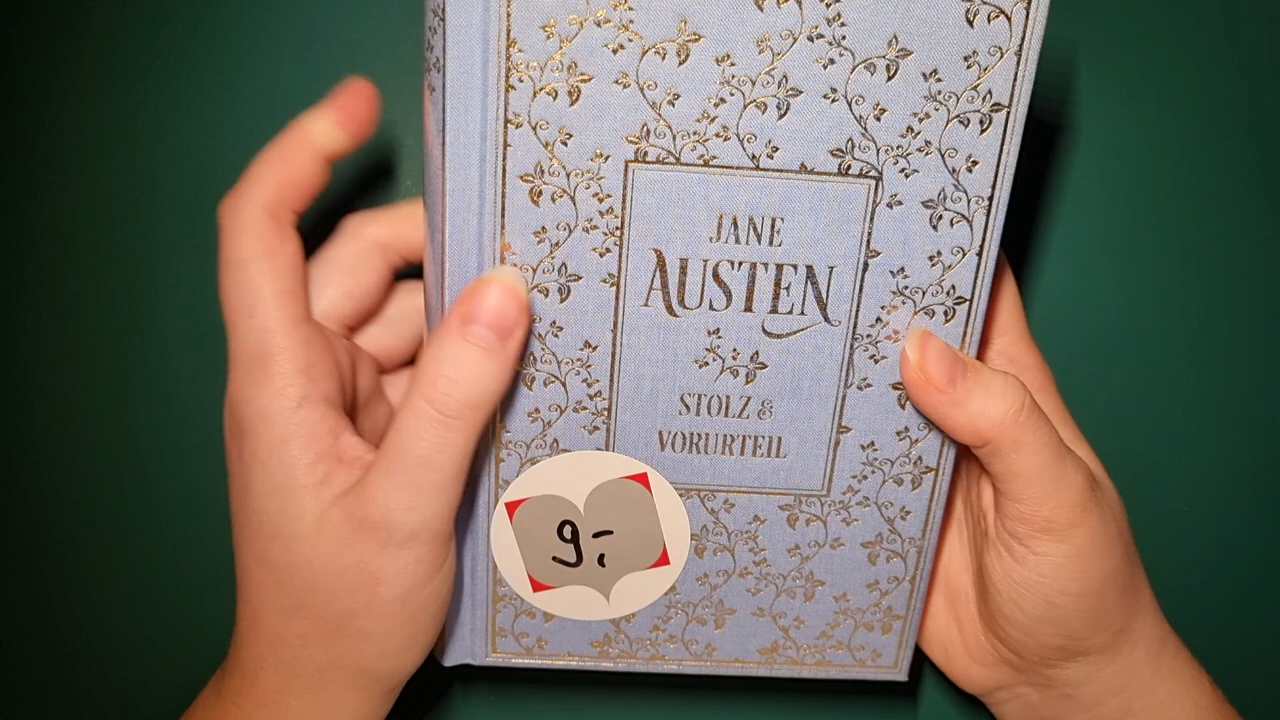 JANE
AUSTEN
STOLZ &
VORURTEIL
9,-